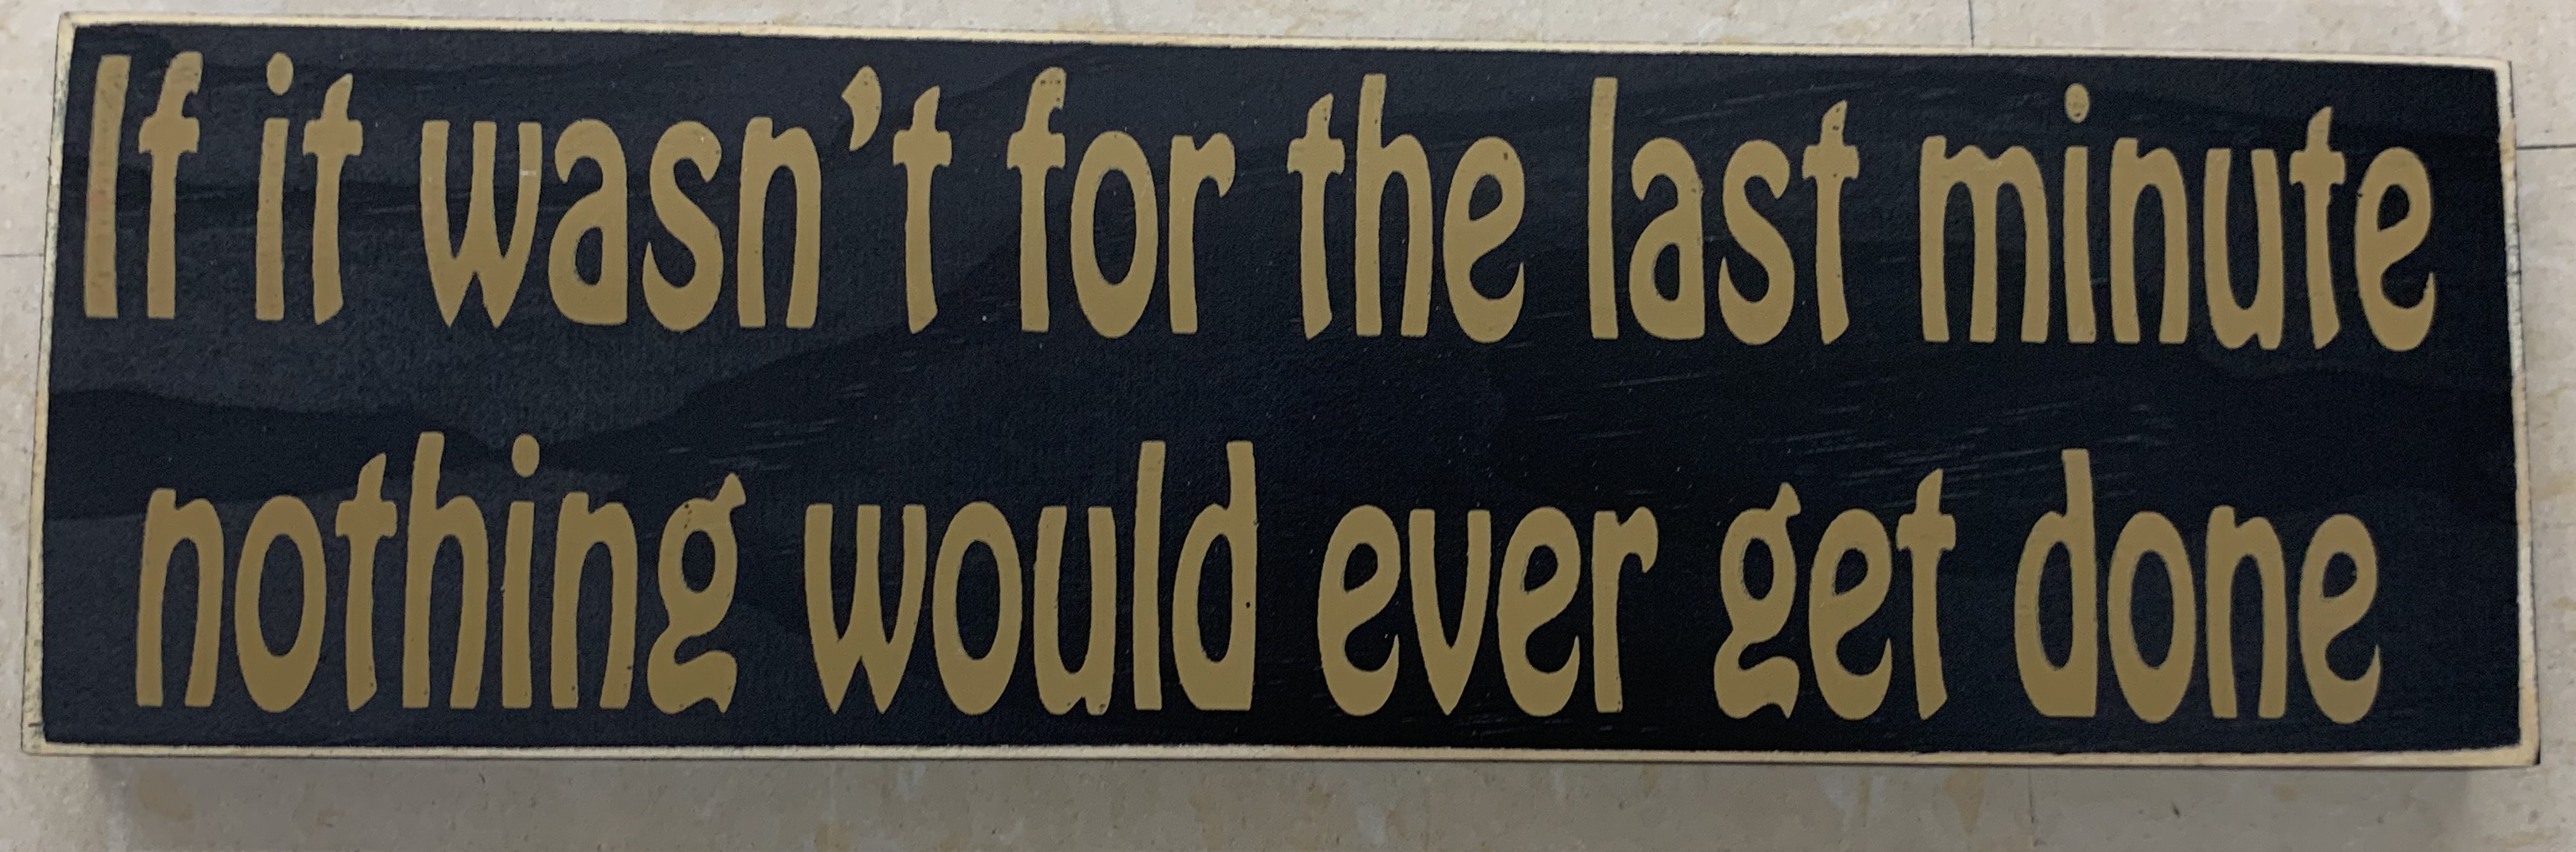 If it wasn't for the last minute
nothing would ever get done